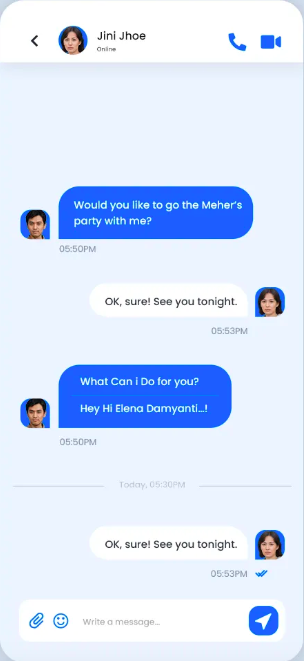 Jini Jhoe
Online
Would you like to go the Meher's
party with me?
05:50PM
OK, sure! See you tonight.
05:53PM
What Can i Do for you?
Hey Hi Elena Damyanti...!
05:50PM
Today, 05:30PM
OK, sure! See you tonight.
05:53PM
Write a message...